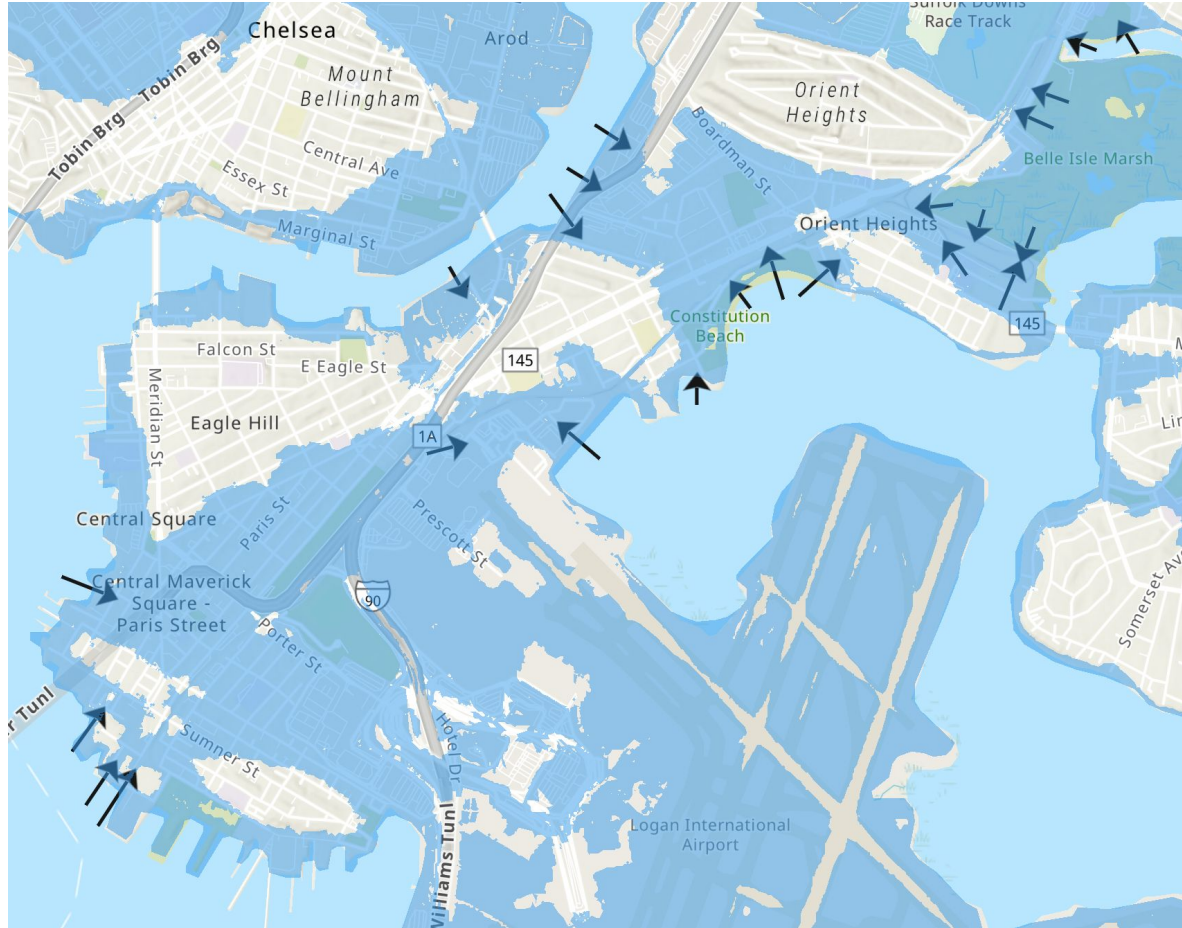 Suffolk Downs
Race Track
Chelsea
Arod
Tobin Brg
Mount
Bellingham
Orient
Heights
Tobin Brg
Boardman St
Central Ave
Essex St
Belle Isle Marsh
Marginal St
Orient Heights
Constitution
Beach
145
Falcon St
145
E Eagle St
Meridian St
Eagle Hill
1A
Paris St
Prescott St
Central Square
Central Maverick
Square -
Paris Street
90
Porter St
Somerset Av
r Tunl
Sumner St
Hotel Dr
Logan International
Airport
Williams Tunl